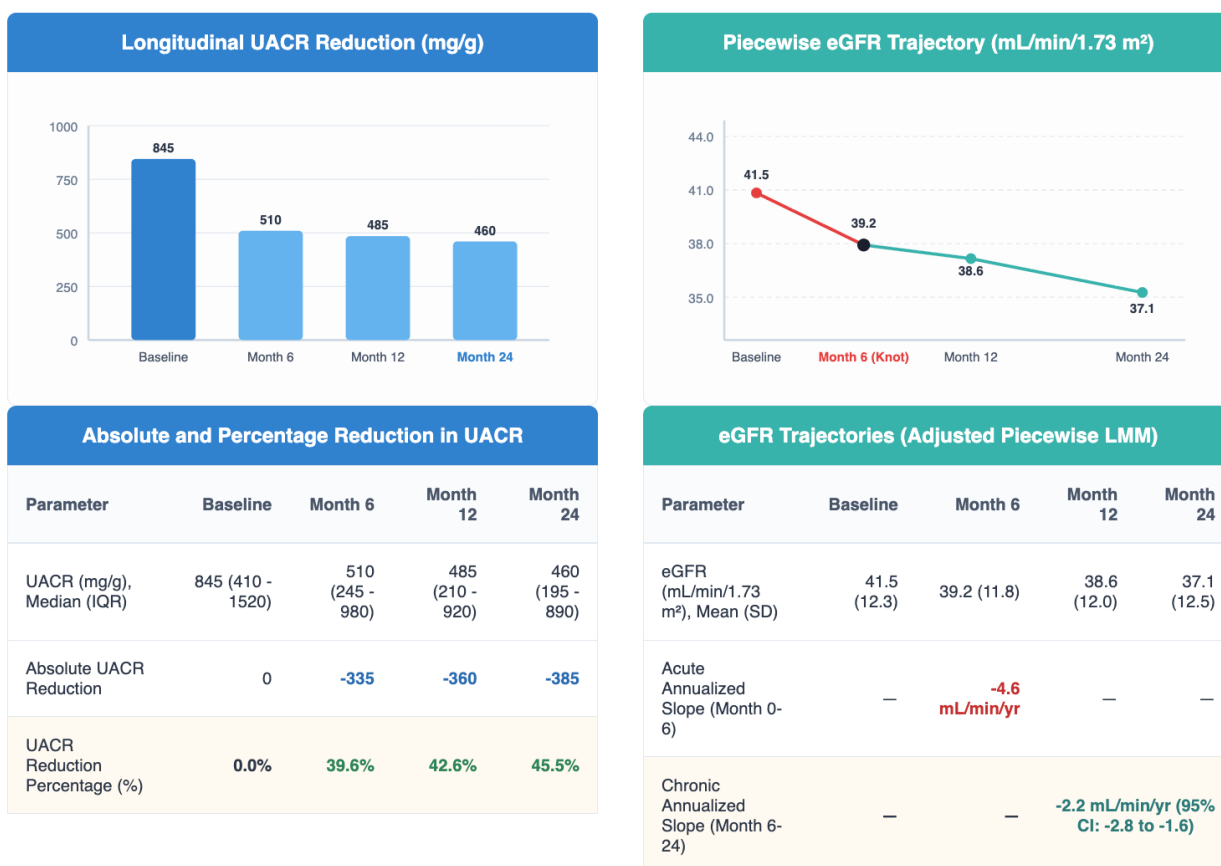 Longitudinal UACR Reduction (mg/g)
1000
750
500
250
0
845
510
485
460
Baseline
Month 6
Month 12
Month 24
Piecewise eGFR Trajectory (mL/min/1.73 m²)
44.0
41.0
38.0
35.0
41.5
39.2
38.6
37.1
Baseline
Month 6 (Knot)
Month 12
Month 24
Absolute and Percentage Reduction in UACR
Parameter
Baseline
Month 6
Month
12
Month
24
UACR (mg/g),
Median (IQR)
845 (410 -
1520)
510
(245 -
980)
485
(210 -
920)
460
(195 -
890)
Absolute UACR
Reduction
0
-335
-360
-385
UACR
Reduction
Percentage (%)
0.0%
39.6%
42.6%
45.5%
eGFR Trajectories (Adjusted Piecewise LMM)
Parameter
Baseline
Month 6
Month
12
Month
24
eGFR
(mL/min/1.73
m²), Mean (SD)
41.5
(12.3)
39.2 (11.8)
38.6
(12.0)
37.1
(12.5)
Acute
Annualized
Slope (Month 0-
6)
—
-4.6
mL/min/yr
—
—
Chronic
Annualized
Slope (Month 6-
24)
—
—
-2.2 mL/min/yr (95%
CI: -2.8 to -1.6)